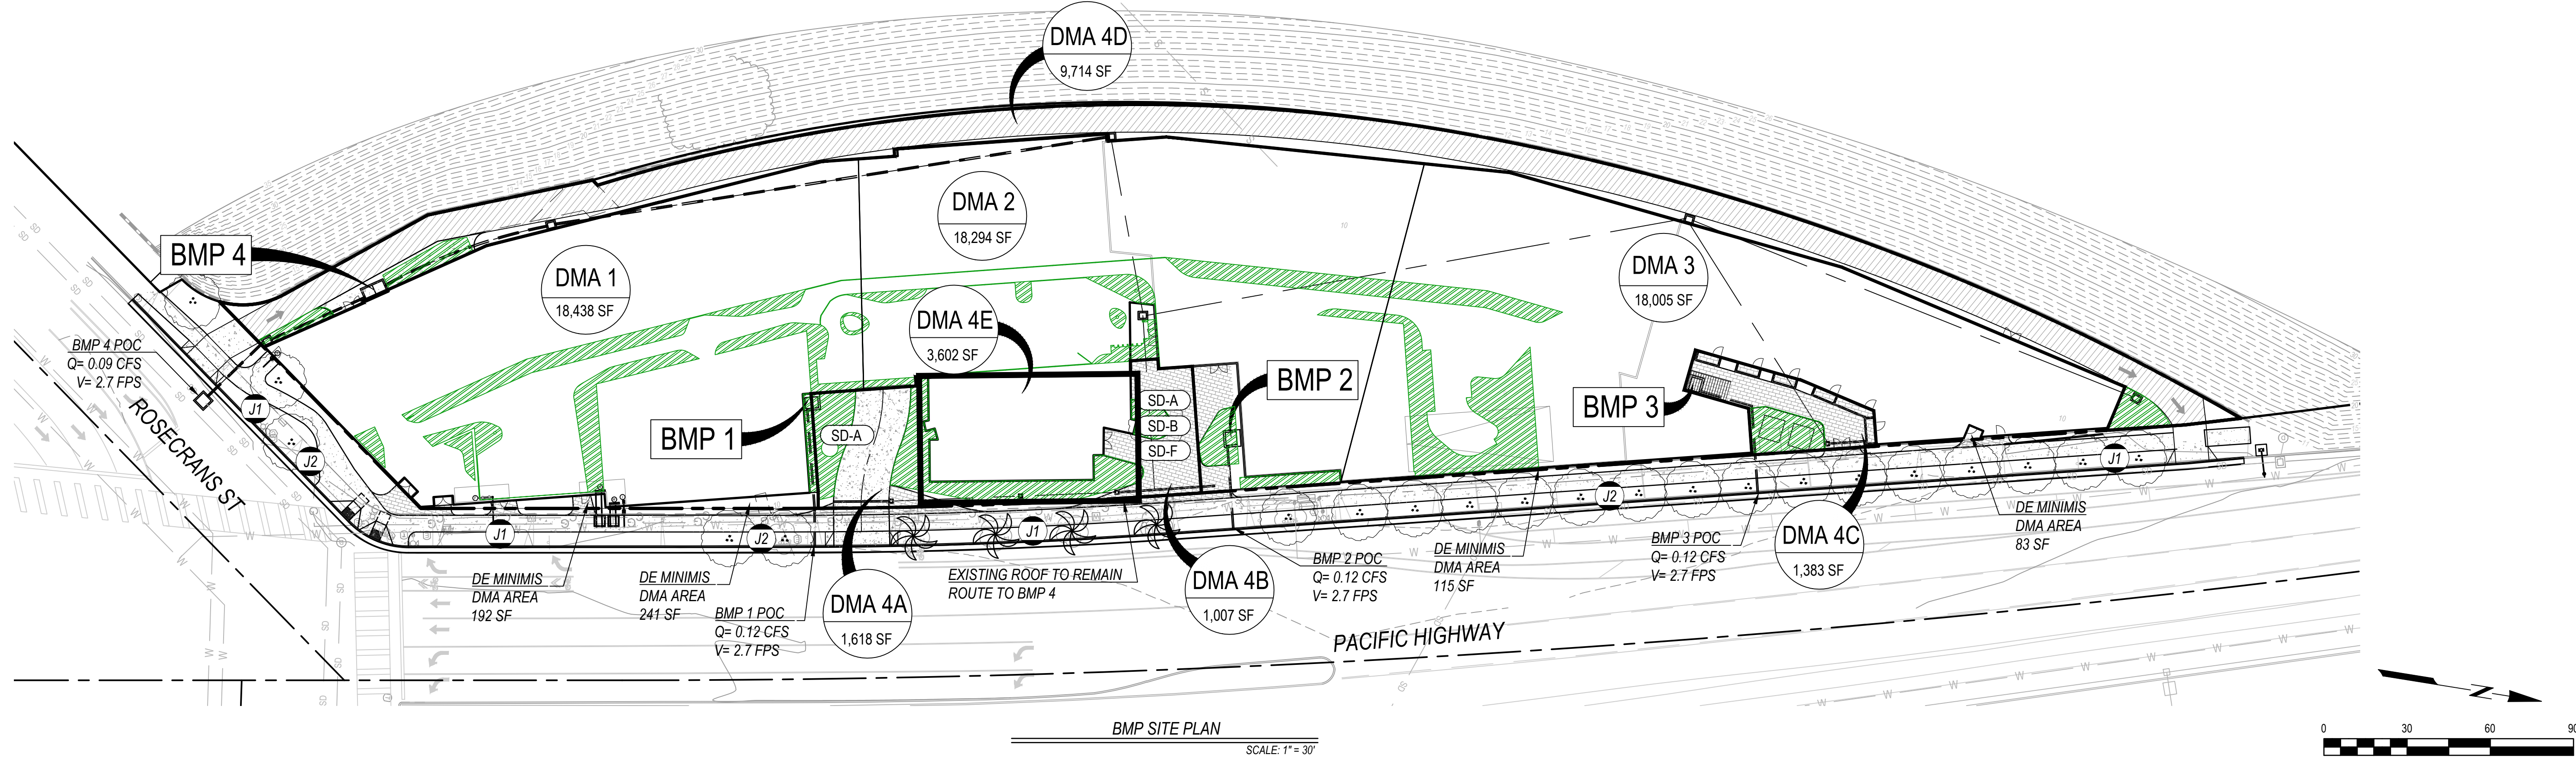 DMA 4D
9,714 SF
BMP 4
DMA 1
18,438 SF
DMA 2
18,294 SF
DMA 3
18,005 SF
DMA 4E
3,602 SF
BMP 4 POC
Q= 0.09 CFS
V= 2.7 FPS
ROSECRANS ST
J1
J2
BMP 1
SD-A
SD-A
SD-B
SD-F
BMP 2
BMP 3
J1
J2
J1
J2
J1
DE MINIMIS
DMA AREA
192 SF
DE MINIMIS
DMA AREA
241 SF
BMP 1 POC
Q= 0.12 CFS
V= 2.7 FPS
DMA 4A
1,618 SF
EXISTING ROOF TO REMAIN
ROUTE TO BMP 4
DMA 4B
1,007 SF
BMP 2 POC
Q= 0.12 CFS
V= 2.7 FPS
DE MINIMIS
DMA AREA
115 SF
BMP 3 POC
Q= 0.12 CFS
V= 2.7 FPS
DMA 4C
1,383 SF
DE MINIMIS
DMA AREA
83 SF
PACIFIC HIGHWAY
BMP SITE PLAN
SCALE: 1" = 30'
N
0 30 60 90